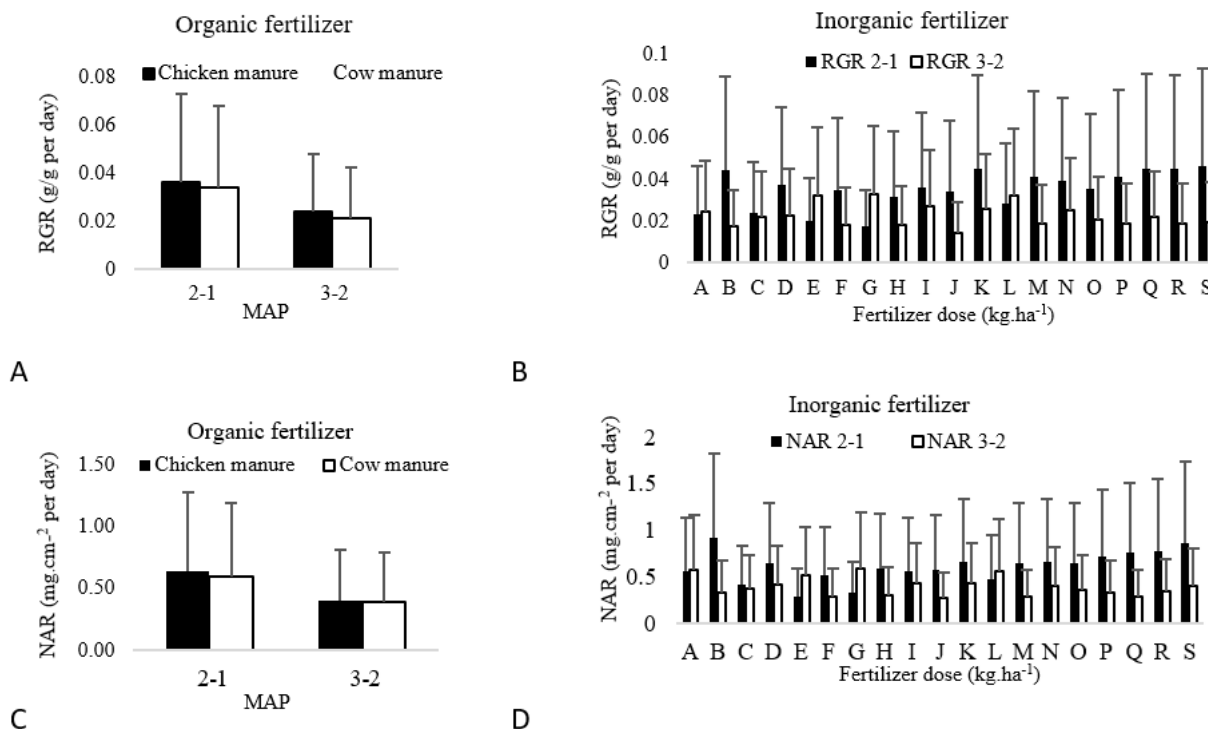 Organic fertilizer
Chicken manure Cow manure
RGR (g/g per day)
0.08
0.06
0.04
0.02
0
2-1 3-2
MAP
A
Inorganic fertilizer
RGR 2-1 RGR 3-2
RGR (g/g per day)
0.1
0.08
0.06
0.04
0.02
0
A B C D E F G H I J K L M N O P Q R S
Fertilizer dose (kg.ha⁻¹)
B
Organic fertilizer
Chicken manure Cow manure
NAR (mg.cm-² per day)
1.50
1.00
0.50
0.00
2-1 3-2
MAP
C
Inorganic fertilizer
NAR 2-1 NAR 3-2
NAR (mg.cm-² per day)
2
1.5
1
0.5
0
A B C D E F G H I J K L M N O P Q R S
Fertilizer dose (kg.ha⁻¹)
D